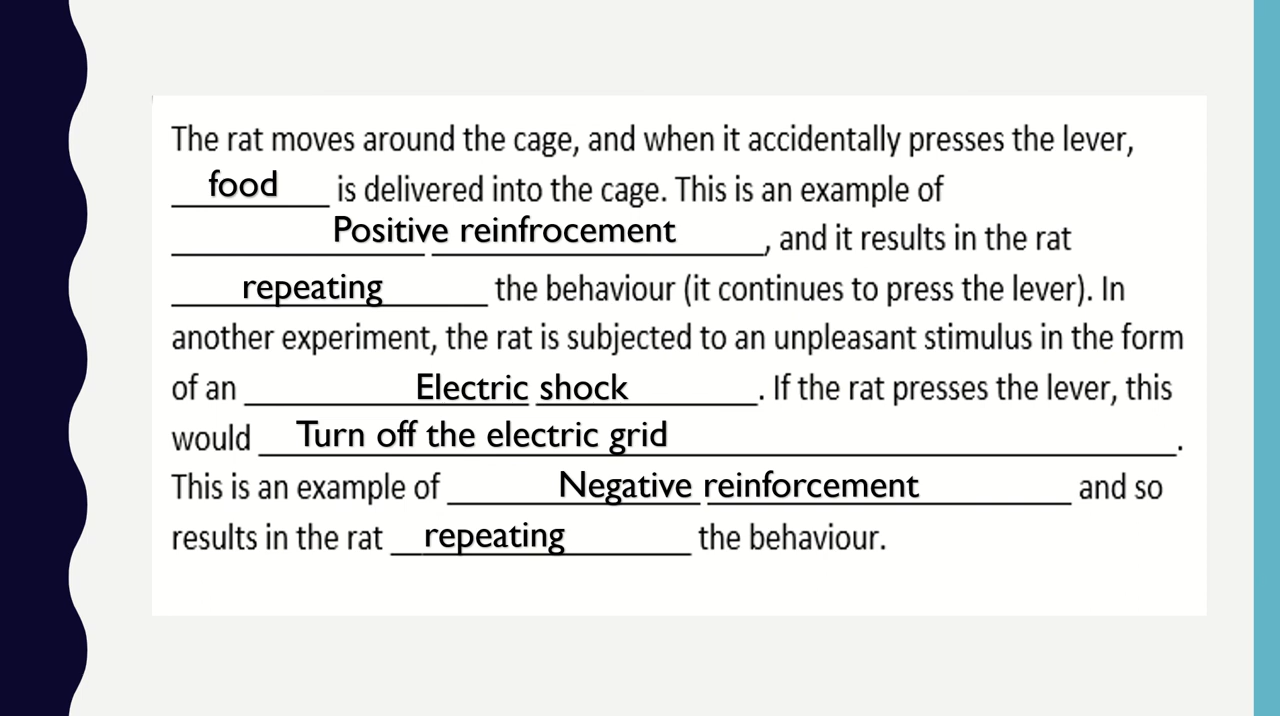 The rat moves around the cage, and when it accidentally presses the lever,
food is delivered into the cage. This is an example of
Positive reinfrocement, and it results in the rat
repeating the behaviour (it continues to press the lever). In
another experiment, the rat is subjected to an unpleasant stimulus in the form
of an Electric shock. If the rat presses the lever, this
would Turn off the electric grid.
This is an example of Negative reinforcement and so
results in the rat repeating the behaviour.